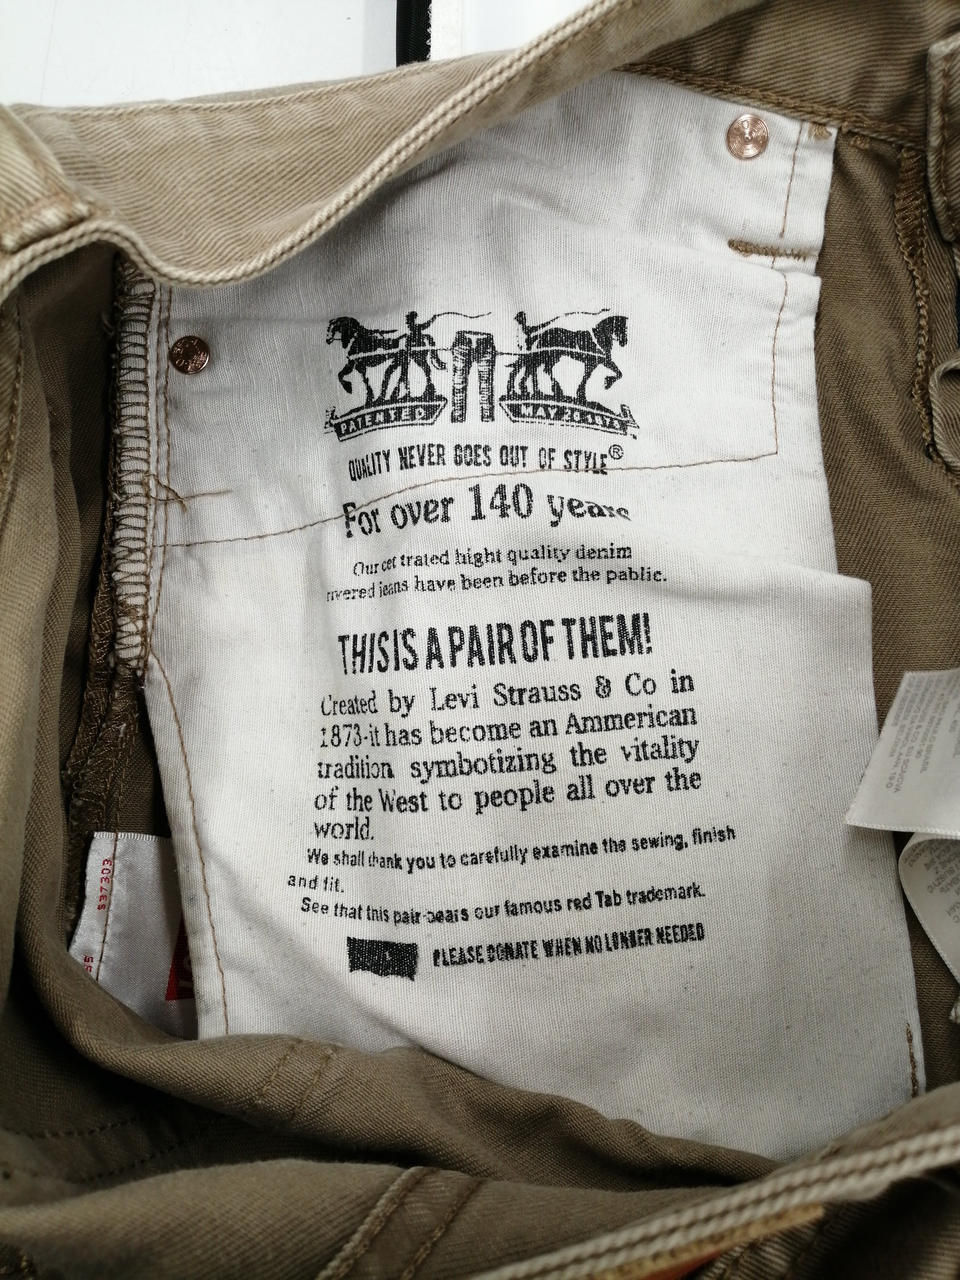 PATENTED MAY 20 1873
QUALITY NEVER GOES OUT OF STYLE®
For over 140 years
Our cet trated hight quality denim
rivered jeans have been before the pablic.
THIS IS A PAIR OF THEM!
Created by Levi Strauss & Co in
1873-it has become an Ammerican
tradition symbotizing the vitality
of the West to people all over the
world.
We shall thank you to carefully examine the sewing, finish
and fit.
See that this pair bears our famous red Tab trademark.
PLEASE DONATE WHEN NO LONGER NEEDED
S37303